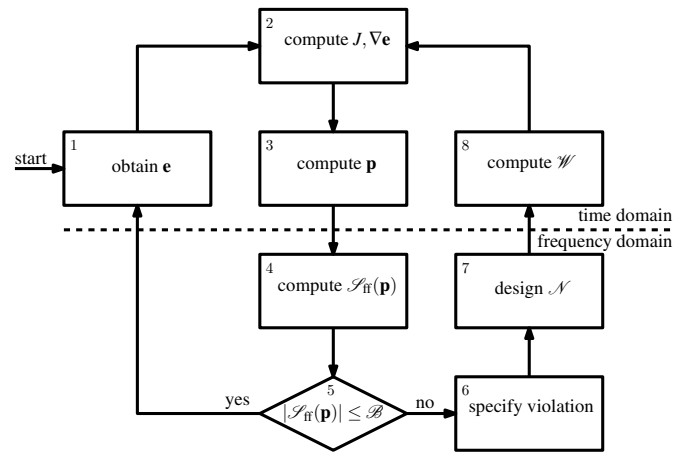 2
compute J, ∇e
1
obtain e
3
compute p
8
compute 𝒲
start
time domain
frequency domain
4
compute 𝒮ff(p)
7
design 𝒩
5
|𝒮ff(p)| ≤ ℬ
yes
no
6
specify violation